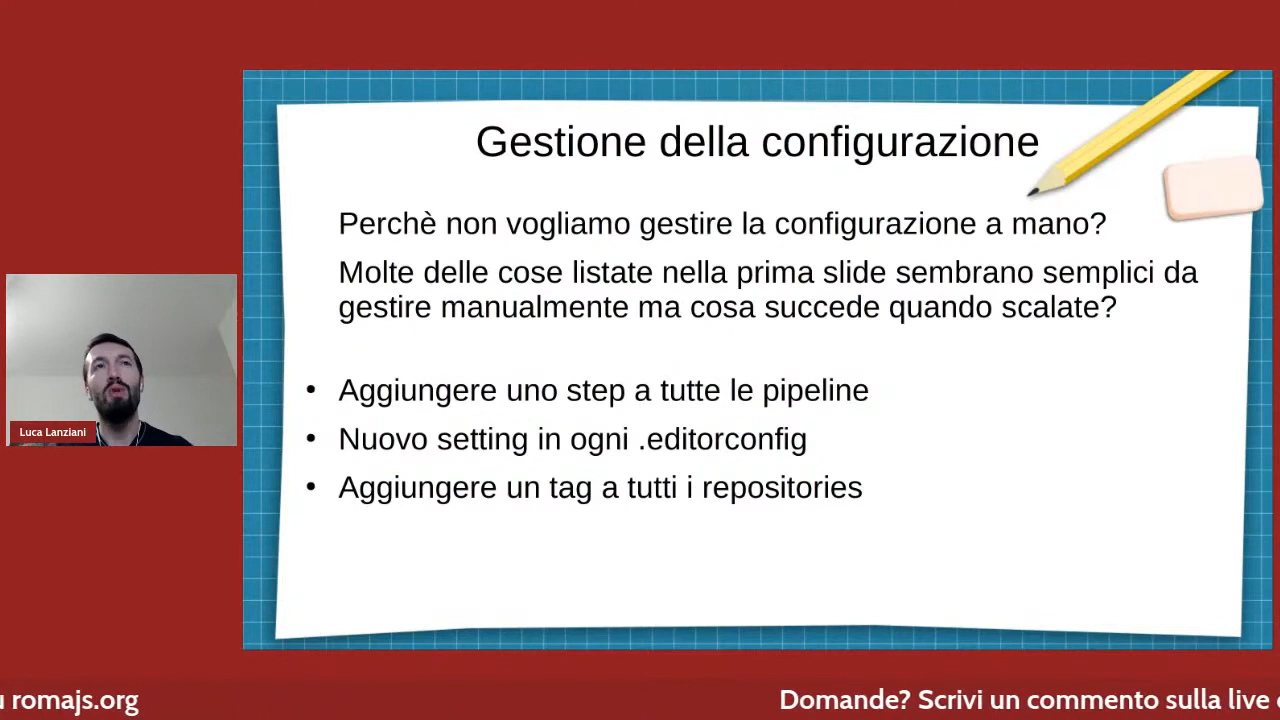 Gestione della configurazione
Perchè non vogliamo gestire la configurazione a mano?
Molte delle cose listate nella prima slide sembrano semplici da
gestire manualmente ma cosa succede quando scalate?
• Aggiungere uno step a tutte le pipeline
• Nuovo setting in ogni .editorconfig
• Aggiungere un tag a tutti i repositories
Luca Lanziani
romajs.org
Domande? Scrivi un commento sulla live